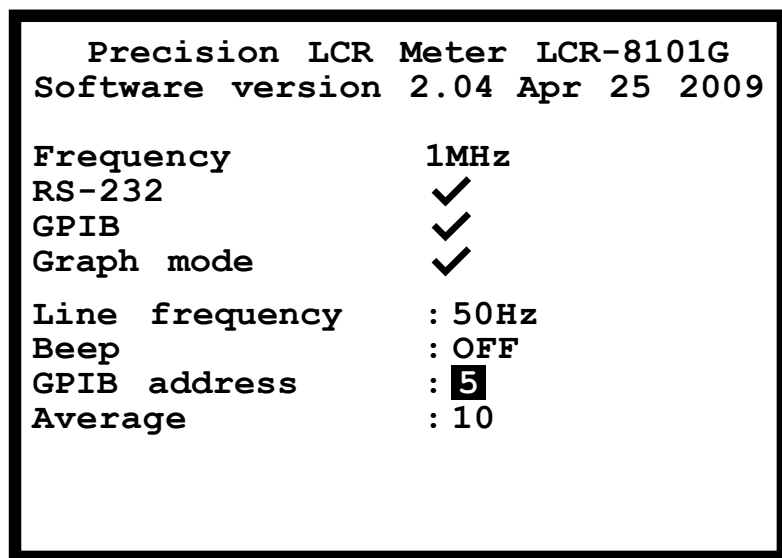 Precision LCR Meter LCR-8101G
Software version 2.04 Apr 25 2009
Frequency 1MHz
RS-232 ✓
GPIB ✓
Graph mode ✓
Line frequency :50Hz
Beep :OFF
GPIB address :5
Average :10